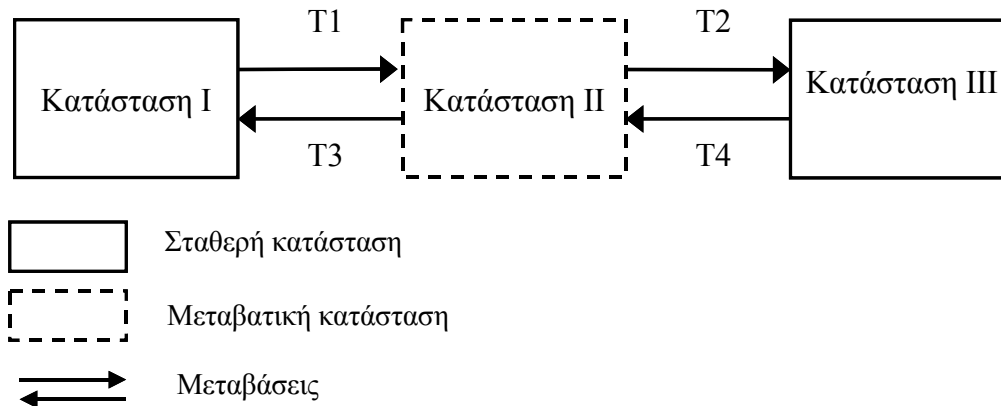 T1
T2
Κατάσταση I
Κατάσταση II
Κατάσταση III
T3
T4
Σταθερή κατάσταση
Μεταβατική κατάσταση
Μεταβάσεις